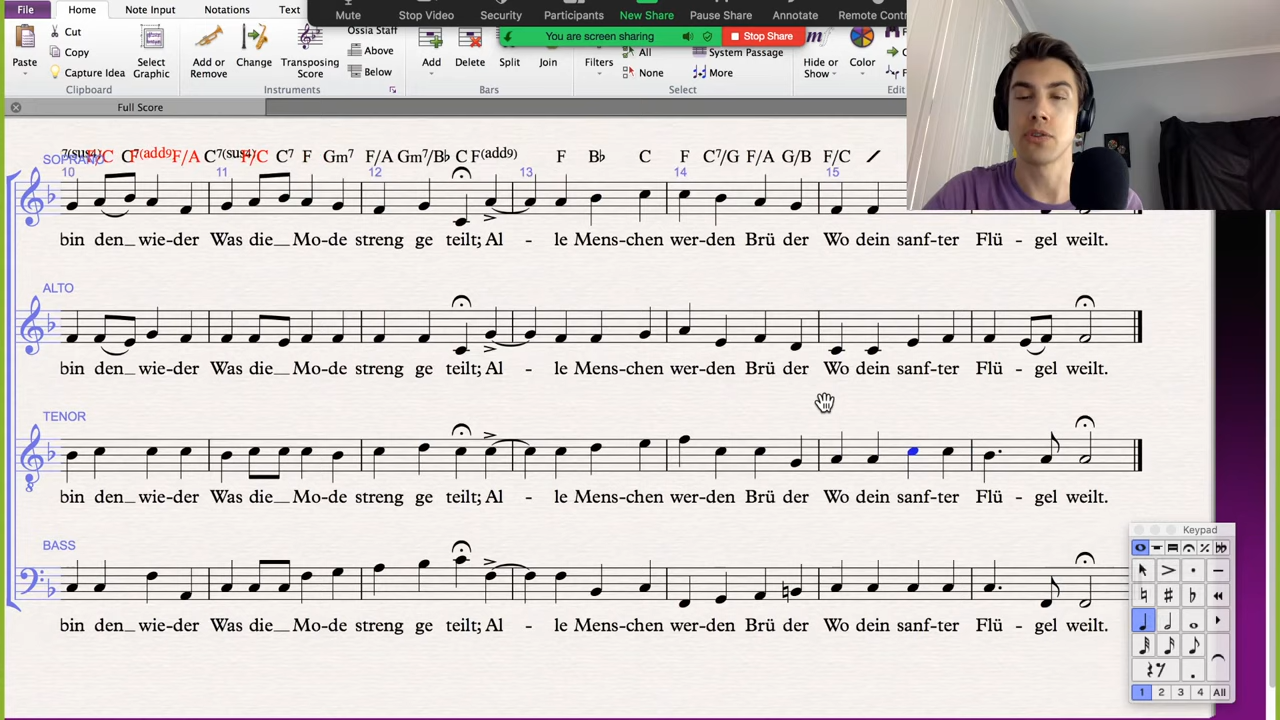 File Home Note Input Notations Text
Mute Stop Video Security Participants New Share Pause Share Annotate Remote Contr
You are screen sharing Stop Share
Paste Cut Copy Capture Idea Select Graphic Add or Remove Change Transposing Score Ossia Staff Above Below Add Delete Split Join Filters All None System Passage More Hide or Show Color
Clipboard Instruments Bars Select Edit
Full Score
7(sus4) F/C C7 F(add9) F/A C7(sus4) F/C C7 F Gm7 F/A Gm7/B♭ C F(add9) F B♭ C F C7/G F/A G/B F/C
SOPRANO
10 11 12 13 14 15
bin den_ wie-der Was die_ Mo-de streng ge teilt; Al - le Mens-chen wer-den Brü der Wo dein sanf-ter Flü - gel weilt.
ALTO
bin den_ wie-der Was die_ Mo-de streng ge teilt; Al - le Mens-chen wer-den Brü der Wo dein sanf-ter Flü - gel weilt.
TENOR
8
bin den_ wie-der Was die_ Mo-de streng ge teilt; Al - le Mens-chen wer-den Brü der Wo dein sanf-ter Flü - gel weilt.
BASS
bin den_ wie-der Was die_ Mo-de streng ge teilt; Al - le Mens-chen wer-den Brü der Wo dein sanf-ter Flü - gel weilt.
Keypad
1 2 3 4 All